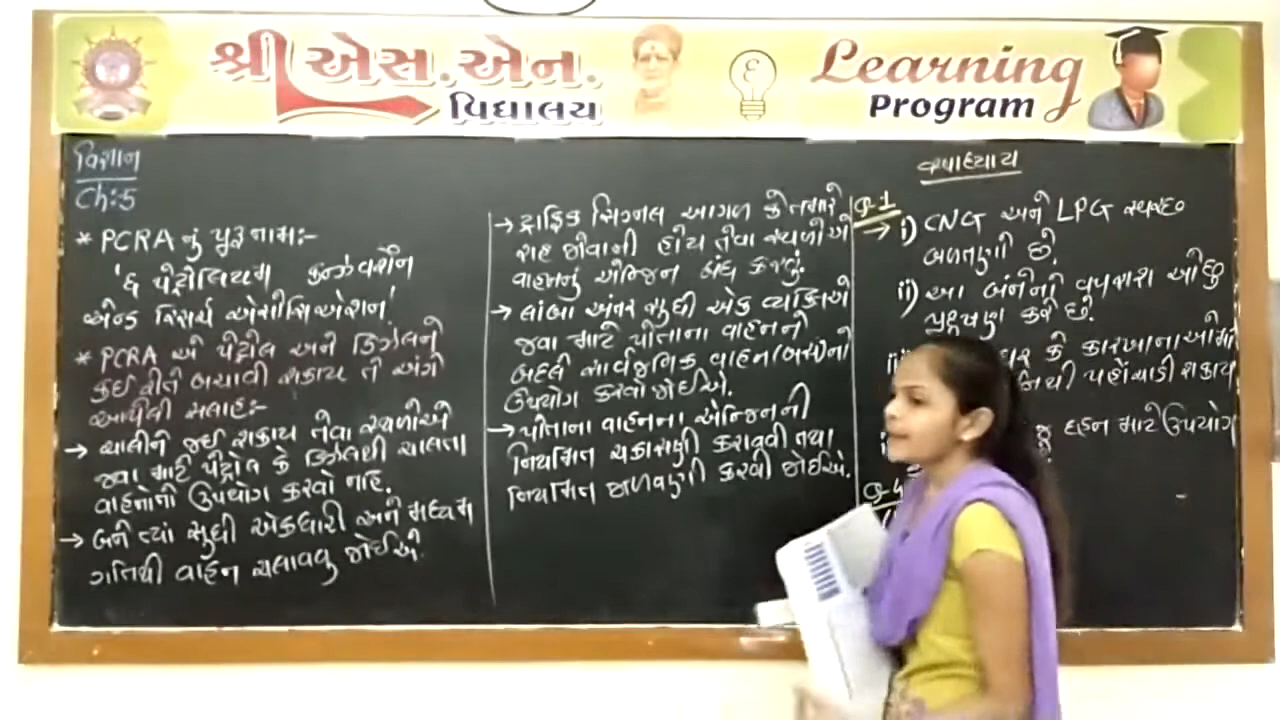 શ્રી એસ.એન.
વિદ્યાલય
Learning
Program
વિજ્ઞાન
Ch:5
* PCRA નું પૂરૂ નામ:-
'ધ પેટ્રોલિયમ કન્ઝર્વેશન
એન્ડ રિસર્ચ એસોસિએશન'
* PCRA એ પેટ્રોલ અને ડિઝલને
કઈ રીતે બચાવી શકાય તે અંગે
આપેલી સલાહ:-
→ ચાલીને જઈ શકાય તેવા સ્થળોએ
જવા માટે પેટ્રોલ કે ડિઝલથી ચાલતા
વાહનોનો ઉપયોગ કરવો નહિ.
→ બને ત્યાં સુધી એકધારી અને મધ્યમ
ગતિથી વાહન ચલાવવુ જોઈએ.
→ ટ્રાફિક સિગ્નલ આગળ કે તમારે
રાહ જોવાની હોય તેવા સ્થળોએ
વાહનનું એન્જિન બંધ કરવું.
→ લાંબા અંતર સુધી એક વ્યક્તિએ
જવા માટે પોતાના વાહનને
બદલે સાર્વજનિક વાહન(બસ)નો
ઉપયોગ કરવો જોઈએ.
→ પોતાના વાહનના એન્જિનની
નિયમિત ચકાસણી કરાવવી તથા
નિયમિત જાળવણી કરવી જોઈએ.
સ્વાધ્યાય
Q-1
→ i) CNG અને LPG સ્વચ્છ
બળતણો છે.
ii) આ બંનેનો વપરાશ ઓછુ
પ્રદૂષણ કરે છે.
કે કારખાનાઓમાં
પહોંચાડી શકાય
દહન માટે ઉપયોગ